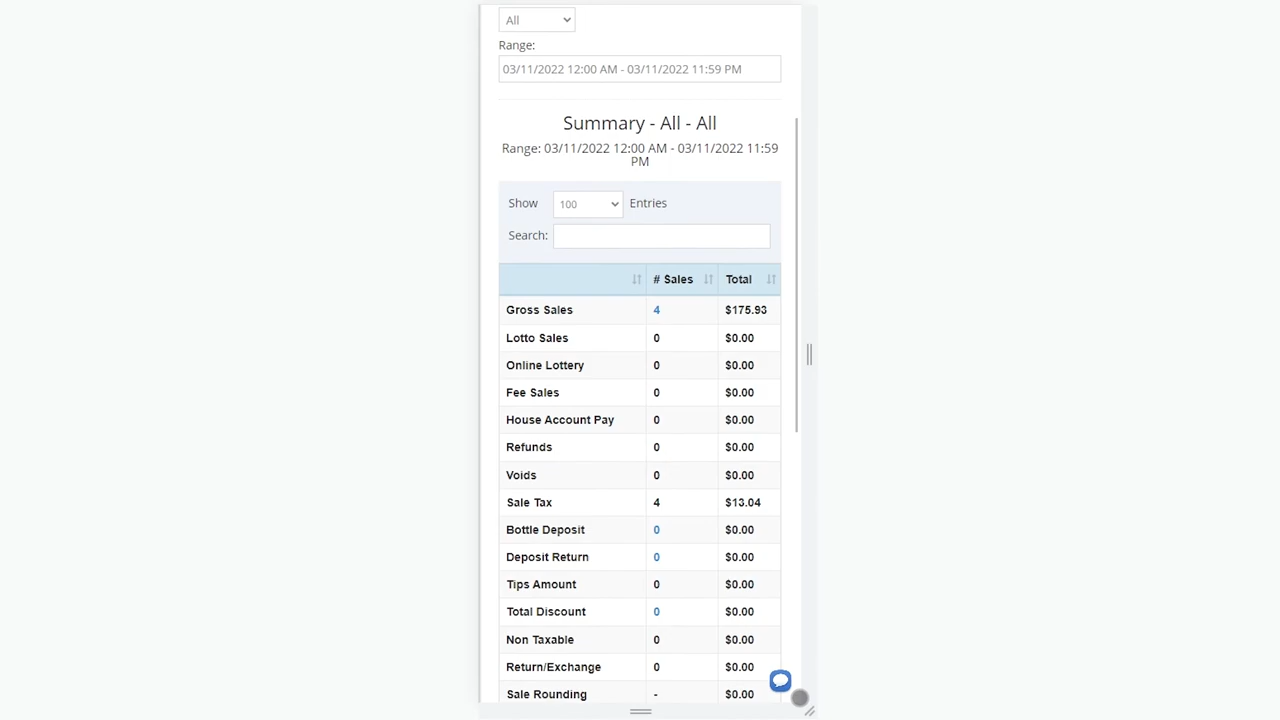 All
Range:
03/11/2022 12:00 AM - 03/11/2022 11:59 PM
Summary - All - All
Range: 03/11/2022 12:00 AM - 03/11/2022 11:59
PM
Show 100 Entries
Search:
# Sales Total
Gross Sales 4 $175.93
Lotto Sales 0 $0.00
Online Lottery 0 $0.00
Fee Sales 0 $0.00
House Account Pay 0 $0.00
Refunds 0 $0.00
Voids 0 $0.00
Sale Tax 4 $13.04
Bottle Deposit 0 $0.00
Deposit Return 0 $0.00
Tips Amount 0 $0.00
Total Discount 0 $0.00
Non Taxable 0 $0.00
Return/Exchange 0 $0.00
Sale Rounding - $0.00